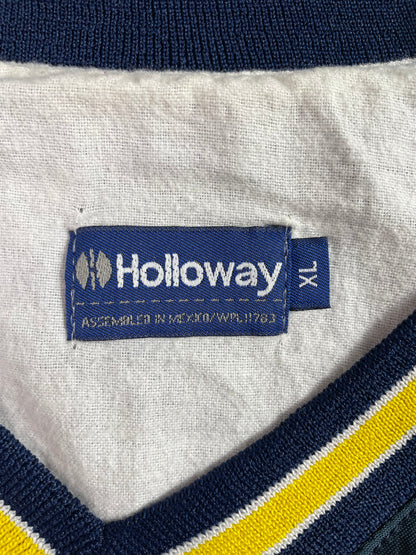 Holloway
XL
ASSEMBLED IN MEXICO/WPL11783